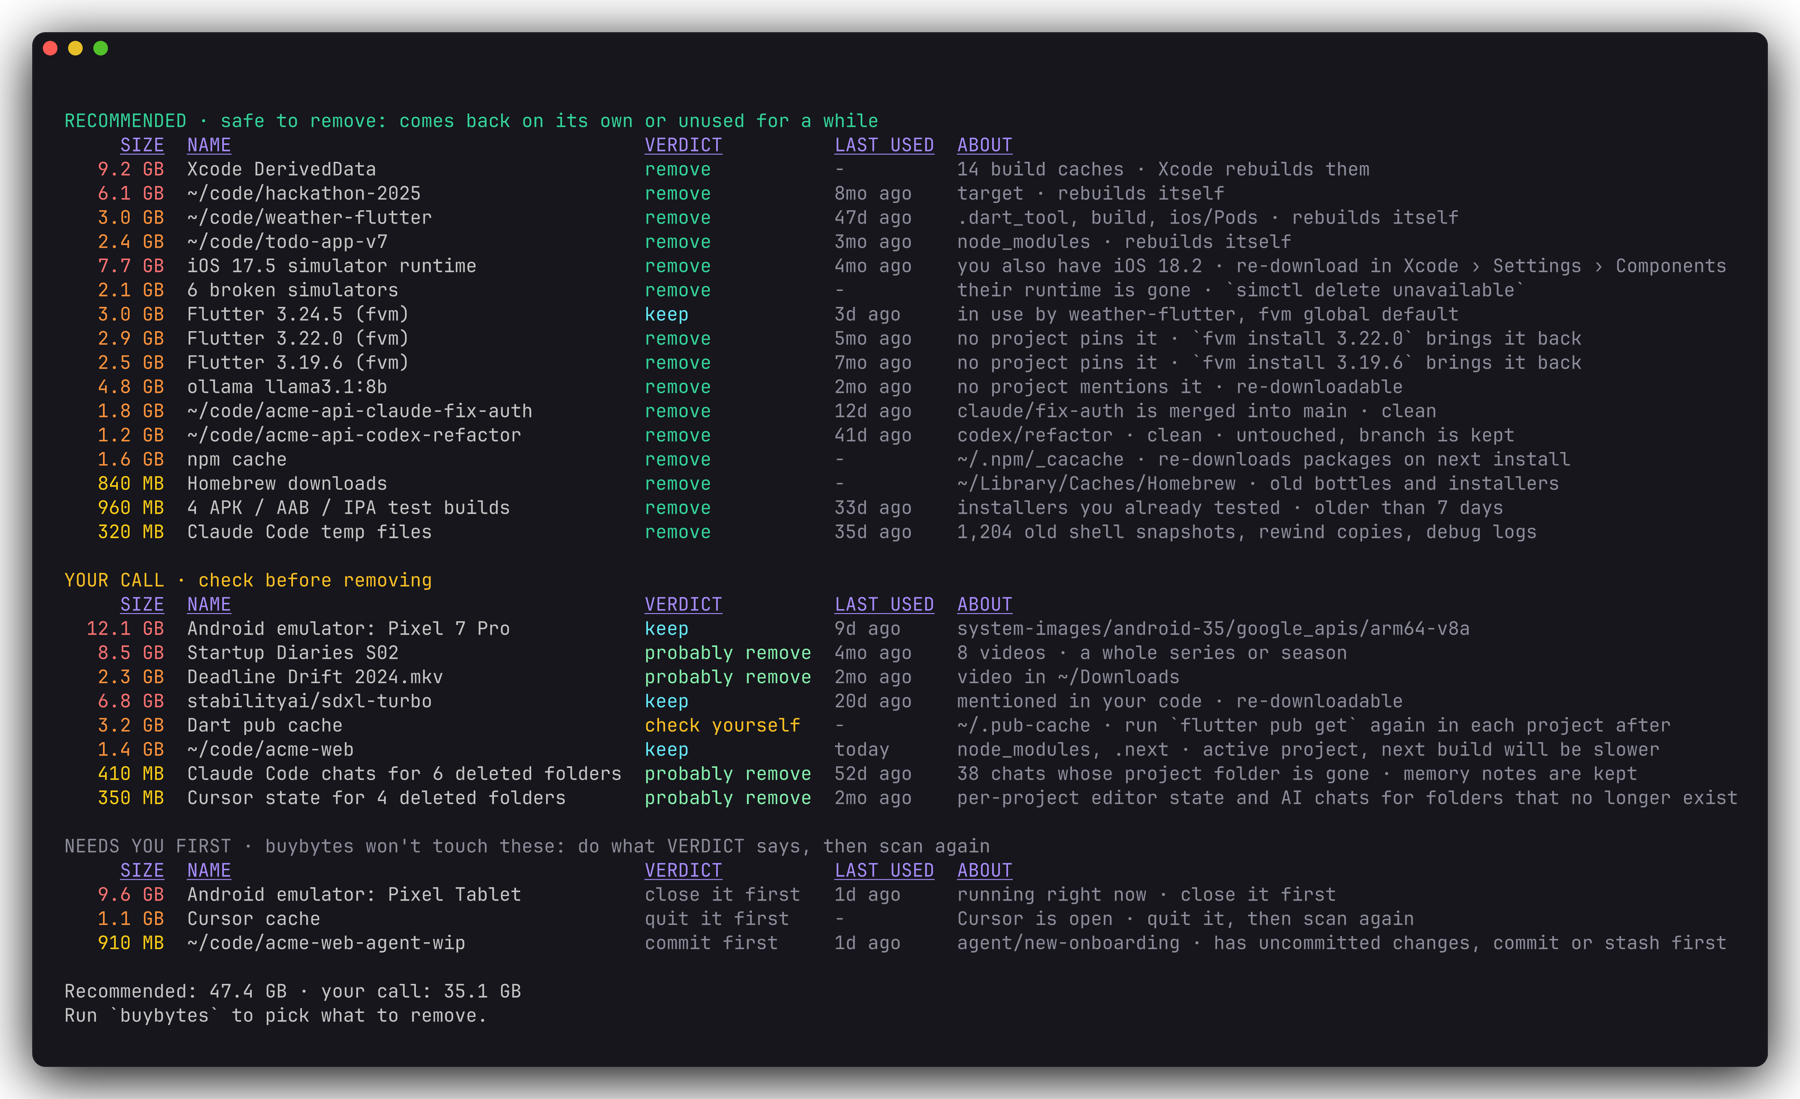 RECOMMENDED · safe to remove: comes back on its own or unused for a while
SIZE NAME VERDICT LAST USED ABOUT
9.2 GB Xcode DerivedData remove - 14 build caches · Xcode rebuilds them
6.1 GB ~/code/hackathon-2025 remove 8mo ago target · rebuilds itself
3.0 GB ~/code/weather-flutter remove 47d ago .dart_tool, build, ios/Pods · rebuilds itself
2.4 GB ~/code/todo-app-v7 remove 3mo ago node_modules · rebuilds itself
7.7 GB iOS 17.5 simulator runtime remove 4mo ago you also have iOS 18.2 · re-download in Xcode › Settings › Components
2.1 GB 6 broken simulators remove - their runtime is gone · `simctl delete unavailable`
3.0 GB Flutter 3.24.5 (fvm) keep 3d ago in use by weather-flutter, fvm global default
2.9 GB Flutter 3.22.0 (fvm) remove 5mo ago no project pins it · `fvm install 3.22.0` brings it back
2.5 GB Flutter 3.19.6 (fvm) remove 7mo ago no project pins it · `fvm install 3.19.6` brings it back
4.8 GB ollama llama3.1:8b remove 2mo ago no project mentions it · re-downloadable
1.8 GB ~/code/acme-api-claude-fix-auth remove 12d ago claude/fix-auth is merged into main · clean
1.2 GB ~/code/acme-api-codex-refactor remove 41d ago codex/refactor · clean · untouched, branch is kept
1.6 GB npm cache remove - ~/.npm/_cacache · re-downloads packages on next install
840 MB Homebrew downloads remove - ~/Library/Caches/Homebrew · old bottles and installers
960 MB 4 APK / AAB / IPA test builds remove 33d ago installers you already tested · older than 7 days
320 MB Claude Code temp files remove 35d ago 1,204 old shell snapshots, rewind copies, debug logs
YOUR CALL · check before removing
SIZE NAME VERDICT LAST USED ABOUT
12.1 GB Android emulator: Pixel 7 Pro keep 9d ago system-images/android-35/google_apis/arm64-v8a
8.5 GB Startup Diaries S02 probably remove 4mo ago 8 videos · a whole series or season
2.3 GB Deadline Drift 2024.mkv probably remove 2mo ago video in ~/Downloads
6.8 GB stabilityai/sdxl-turbo keep 20d ago mentioned in your code · re-downloadable
3.2 GB Dart pub cache check yourself - ~/.pub-cache · run `flutter pub get` again in each project after
1.4 GB ~/code/acme-web keep today node_modules, .next · active project, next build will be slower
410 MB Claude Code chats for 6 deleted folders probably remove 52d ago 38 chats whose project folder is gone · memory notes are kept
350 MB Cursor state for 4 deleted folders probably remove 2mo ago per-project editor state and AI chats for folders that no longer exist
NEEDS YOU FIRST · buybytes won't touch these: do what VERDICT says, then scan again
SIZE NAME VERDICT LAST USED ABOUT
9.6 GB Android emulator: Pixel Tablet close it first 1d ago running right now · close it first
1.1 GB Cursor cache quit it first - Cursor is open · quit it, then scan again
910 MB ~/code/acme-web-agent-wip commit first 1d ago agent/new-onboarding · has uncommitted changes, commit or stash first
Recommended: 47.4 GB · your call: 35.1 GB
Run `buybytes` to pick what to remove.